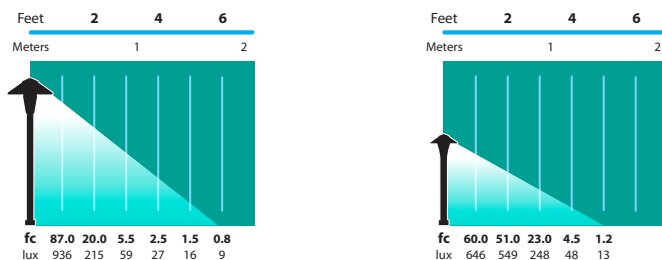 Feet 2 4 6
Meters 1 2
fc 87.0 20.0 5.5 2.5 1.5 0.8
lux 936 215 59 27 16 9
Feet 2 4 6
Meters 1 2
fc 60.0 51.0 23.0 4.5 1.2
lux 646 549 248 48 13